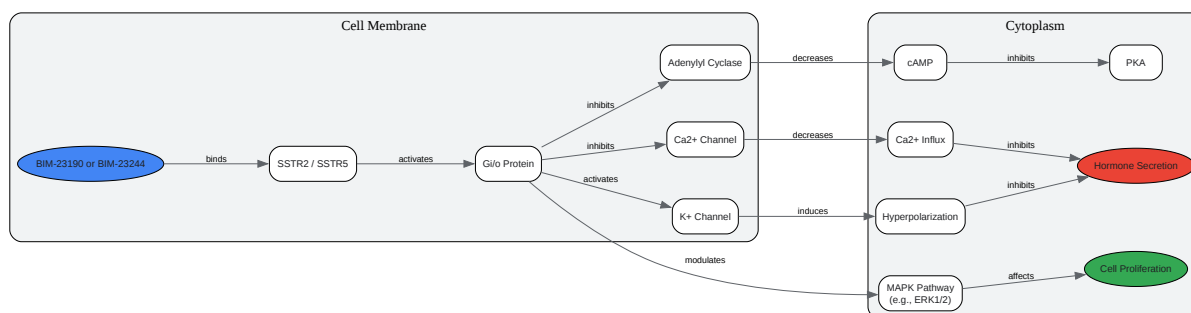 Cell Membrane
Cytoplasm
Adenylyl Cyclase
decreases
cAMP
inhibits
PKA
inhibits
BIM-23190 or BIM-23244
binds
SSTR2 / SSTR5
activates
Gi/o Protein
inhibits
Ca2+ Channel
decreases
Ca2+ Influx
inhibits
Hormone Secretion
activates
K+ Channel
induces
Hyperpolarization
inhibits
modulates
MAPK Pathway
(e.g., ERK1/2)
affects
Cell Proliferation